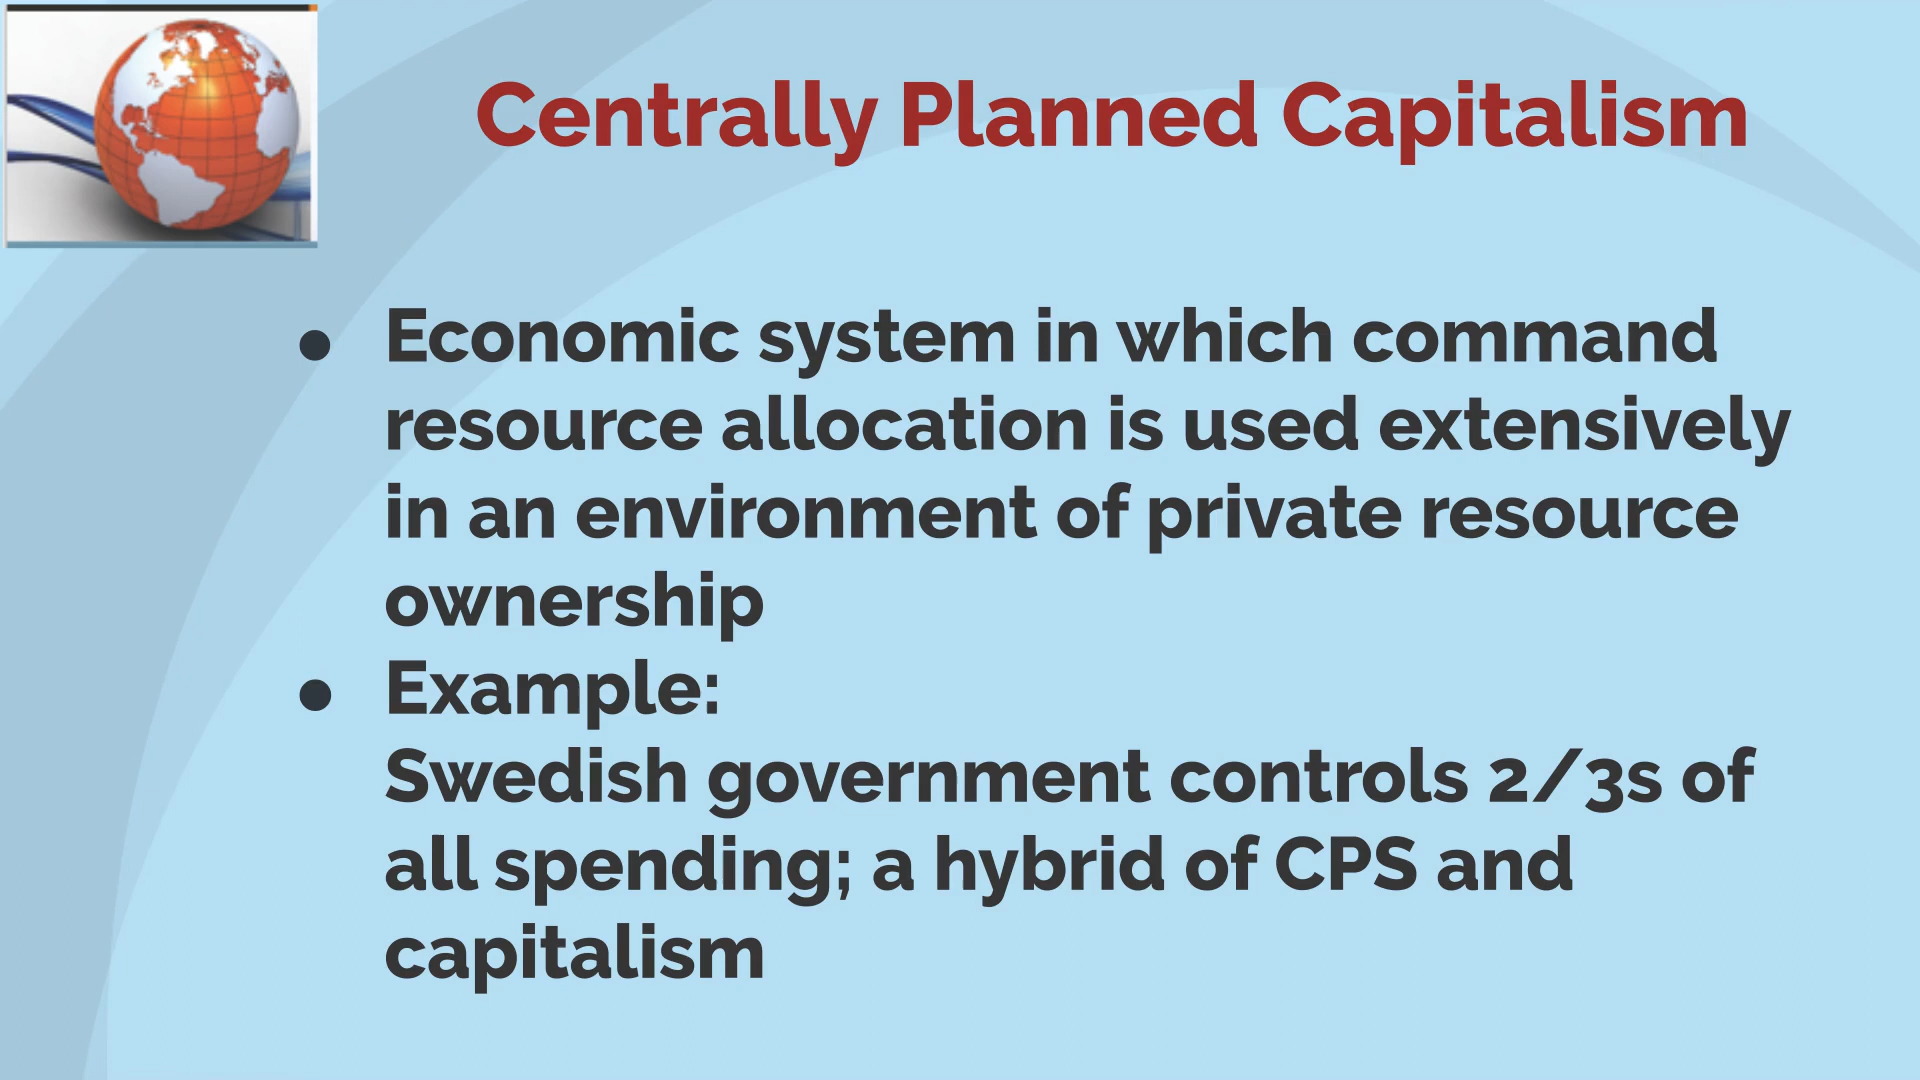 Centrally Planned Capitalism
● Economic system in which command
resource allocation is used extensively
in an environment of private resource
ownership
● Example:
Swedish government controls 2/3s of
all spending; a hybrid of CPS and
capitalism